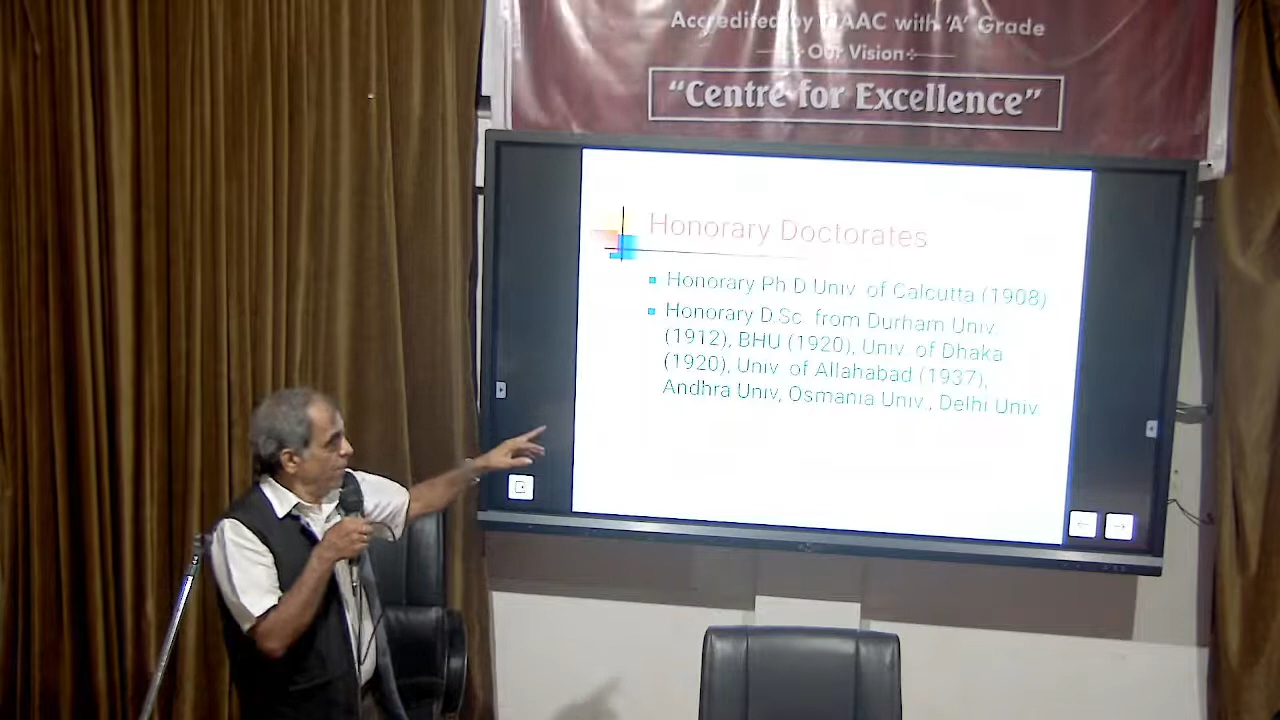 Accredited by NAAC with 'A' Grade
Our Vision
"Centre for Excellence"
Honorary Doctorates
Honorary Ph D Univ of Calcutta (1908)
Honorary D.Sc from Durham Univ
(1912), BHU (1920), Univ of Dhaka
(1920), Univ of Allahabad (1937),
Andhra Univ, Osmania Univ., Delhi Univ.